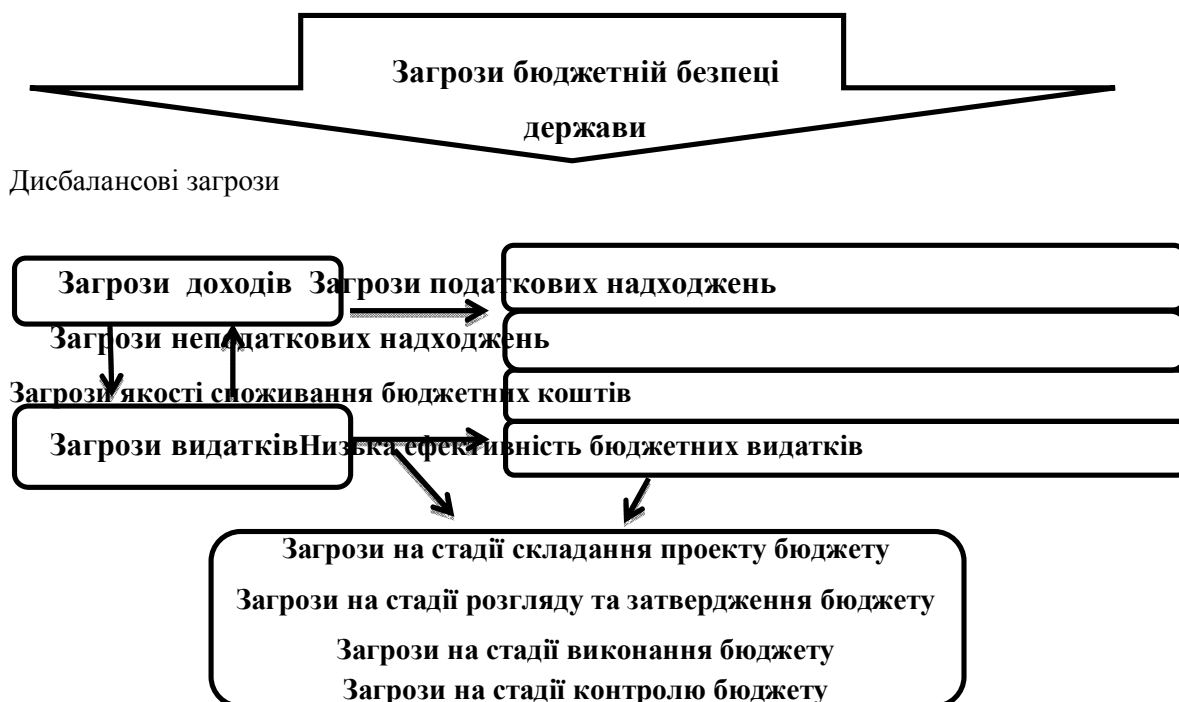 Загрози бюджетній безпеці
держави
Дисбалансові загрози
Загрози доходів Загрози податкових надходжень
Загрози неподаткових надходжень
Загрози якості споживання бюджетних коштів
Загрози видатків Низька ефективність бюджетних видатків
Загрози на стадії складання проекту бюджету
Загрози на стадії розгляду та затвердження бюджету
Загрози на стадії виконання бюджету
Загрози на стадії контролю бюджету